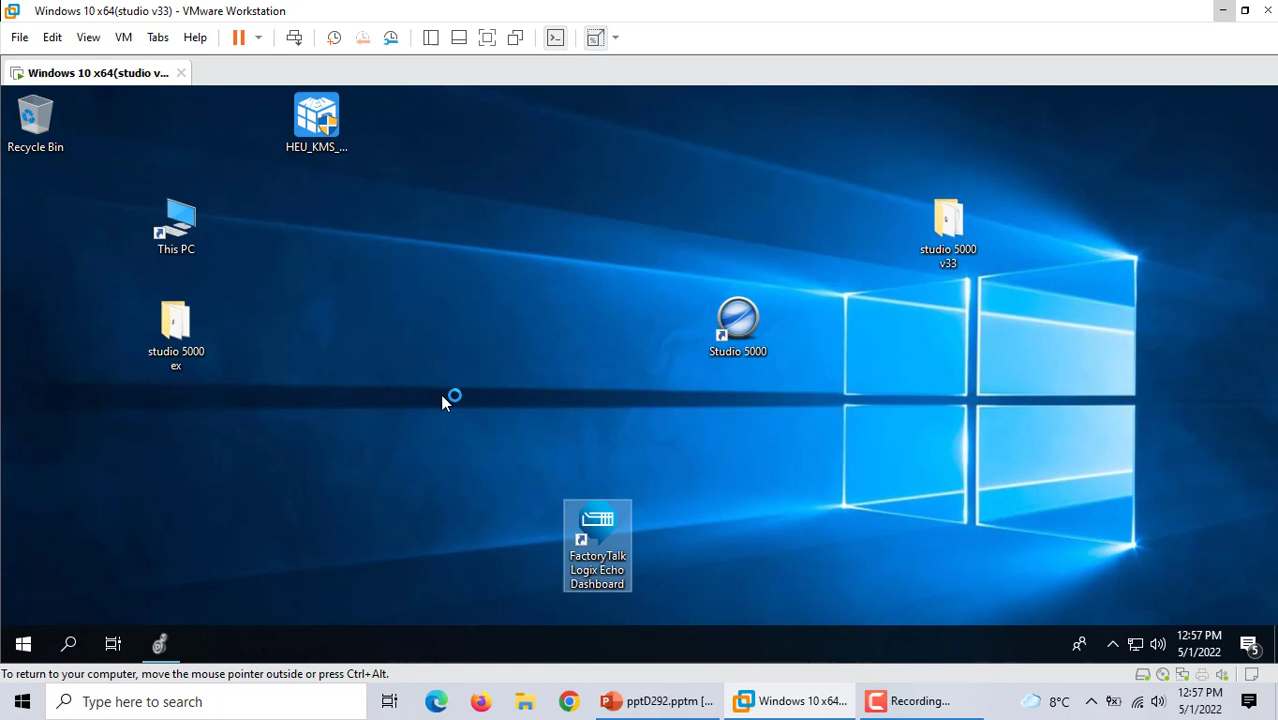 Windows 10 x64(studio v33) - VMware Workstation
File Edit View VM Tabs Help
Windows 10 x64(studio v...
Recycle Bin
HEU_KMS_...
This PC
studio 5000
v33
studio 5000
ex
Studio 5000
FactoryTalk
Logix Echo
Dashboard
12:57 PM
5/1/2022
5
To return to your computer, move the mouse pointer outside or press Ctrl+Alt.
Type here to search
pptD292.pptm [...
Windows 10 x64...
Recording...
8°C
12:57 PM
5/1/2022